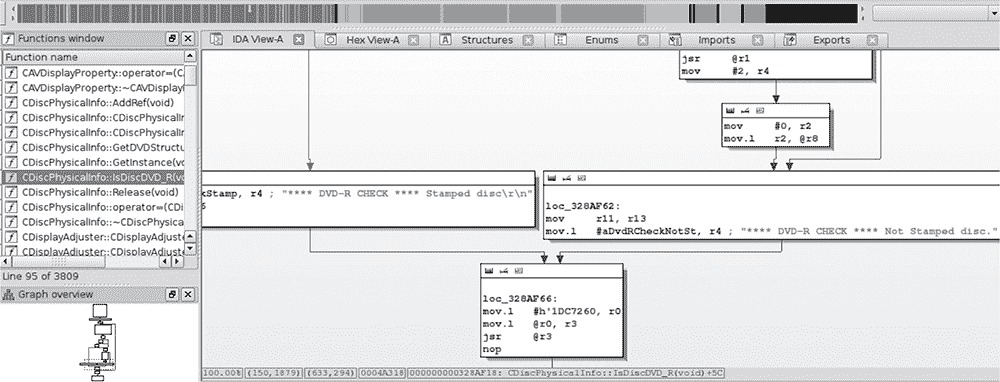 Functions window
Function name
CAVDisplayProperty::operator=(C
CAVDisplayProperty::~CAVDisplay
CDiscPhysicalInfo::AddRef(void)
CDiscPhysicalInfo::CDiscPhysicalI
CDiscPhysicalInfo::CDiscPhysicalI
CDiscPhysicalInfo::GetDVDStructu
CDiscPhysicalInfo::GetInstance(vo
CDiscPhysicalInfo::IsDiscDVD_R(vo
CDiscPhysicalInfo::Release(void)
CDiscPhysicalInfo::operator=(CDi
CDiscPhysicalInfo::~CDiscPhysica
CDisplayAdjuster::CDisplayAdjuste
CDisplayAdjuster::CDisplayAdjuste
Line 95 of 3809
Graph overview
IDA View-A
Hex View-A
Structures
Enums
Imports
Exports
jsr @r1
mov #2, r4
mov #0, r2
mov.l r2, @r8
kStamp, r4 ; "**** DVD-R CHECK **** Stamped disc\r\n"
loc_328AF62:
mov r11, r13
mov.l #aDvdRCheckNotSt, r4 ; "**** DVD-R CHECK **** Not Stamped disc."
loc_328AF66:
mov.l #h'1DC7260, r0
mov.l @r0, r3
jsr @r3
nop
100.00% (150,1879) (633,294) 0004A318 000000000328AF18: CDiscPhysicalInfo::IsDiscDVD_R(void)+5C